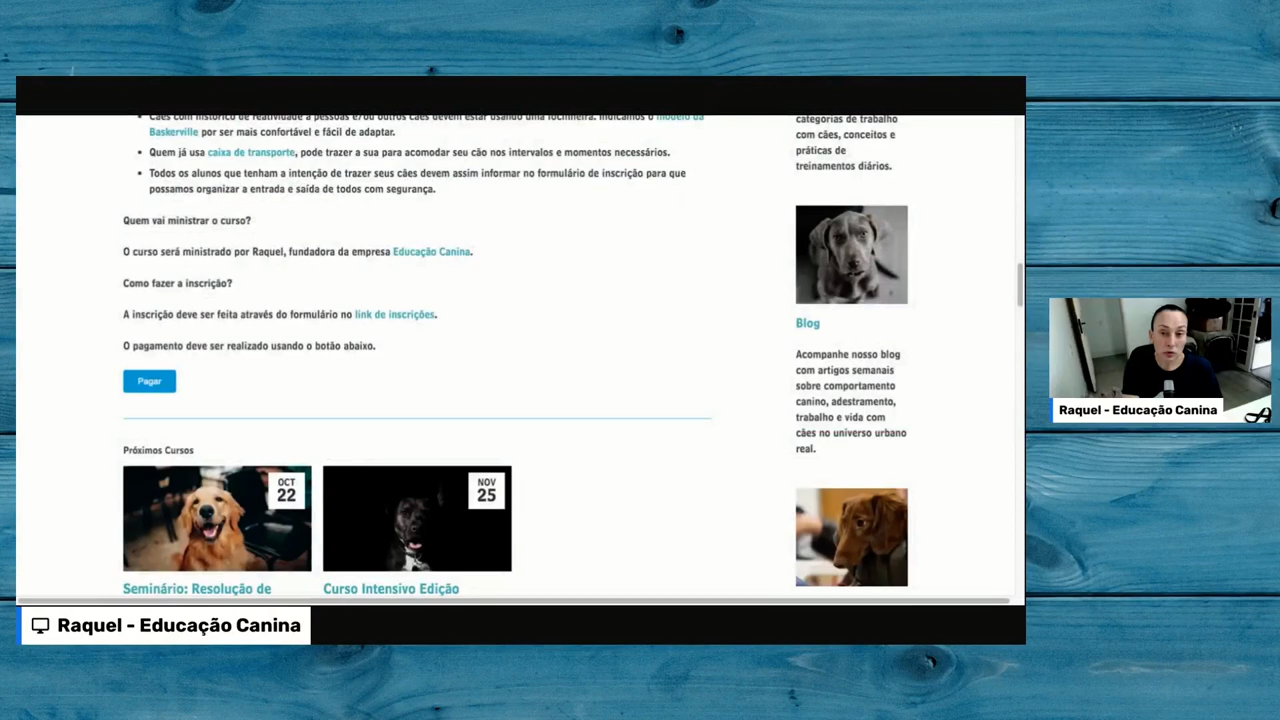 Cães com histórico de reatividade a pessoas e/ou outros cães devem estar usando uma focinheira. Indicamos o modelo da
Baskerville por ser mais confortável e fácil de adaptar.
Quem já usa caixa de transporte, pode trazer a sua para acomodar seu cão nos intervalos e momentos necessários.
Todos os alunos que tenham a intenção de trazer seus cães devem assim informar no formulário de inscrição para que
possamos organizar a entrada e saída de todos com segurança.
Quem vai ministrar o curso?
O curso será ministrado por Raquel, fundadora da empresa Educação Canina.
Como fazer a inscrição?
A inscrição deve ser feita através do formulário no link de inscrições.
O pagamento deve ser realizado usando o botão abaixo.
Pagar
Próximos Cursos
OCT
22
NOV
25
Seminário: Resolução de
Curso Intensivo Edição
categorias de trabalho
com cães, conceitos e
práticas de
treinamentos diários.
Blog
Acompanhe nosso blog
com artigos semanais
sobre comportamento
canino, adestramento,
trabalho e vida com
cães no universo urbano
real.
Raquel - Educação Canina
Raquel - Educação Canina